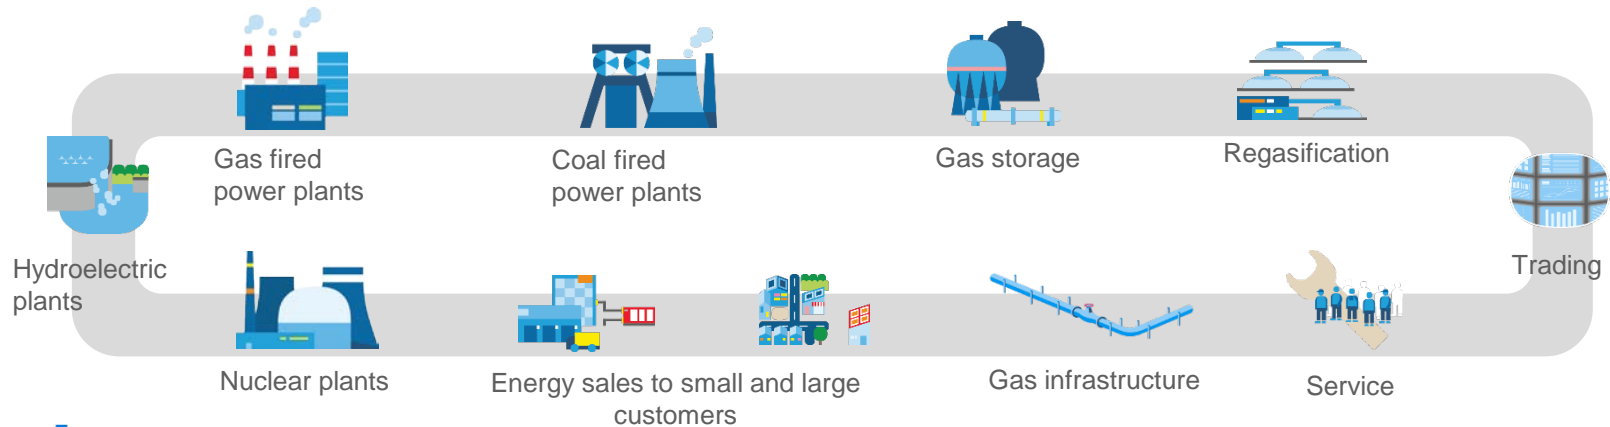 Gas fired
power plants
Coal fired
power plants
Gas storage
Regasification
Hydroelectric
plants
Trading
Nuclear plants
Energy sales to small and large
customers
Gas infrastructure
Service